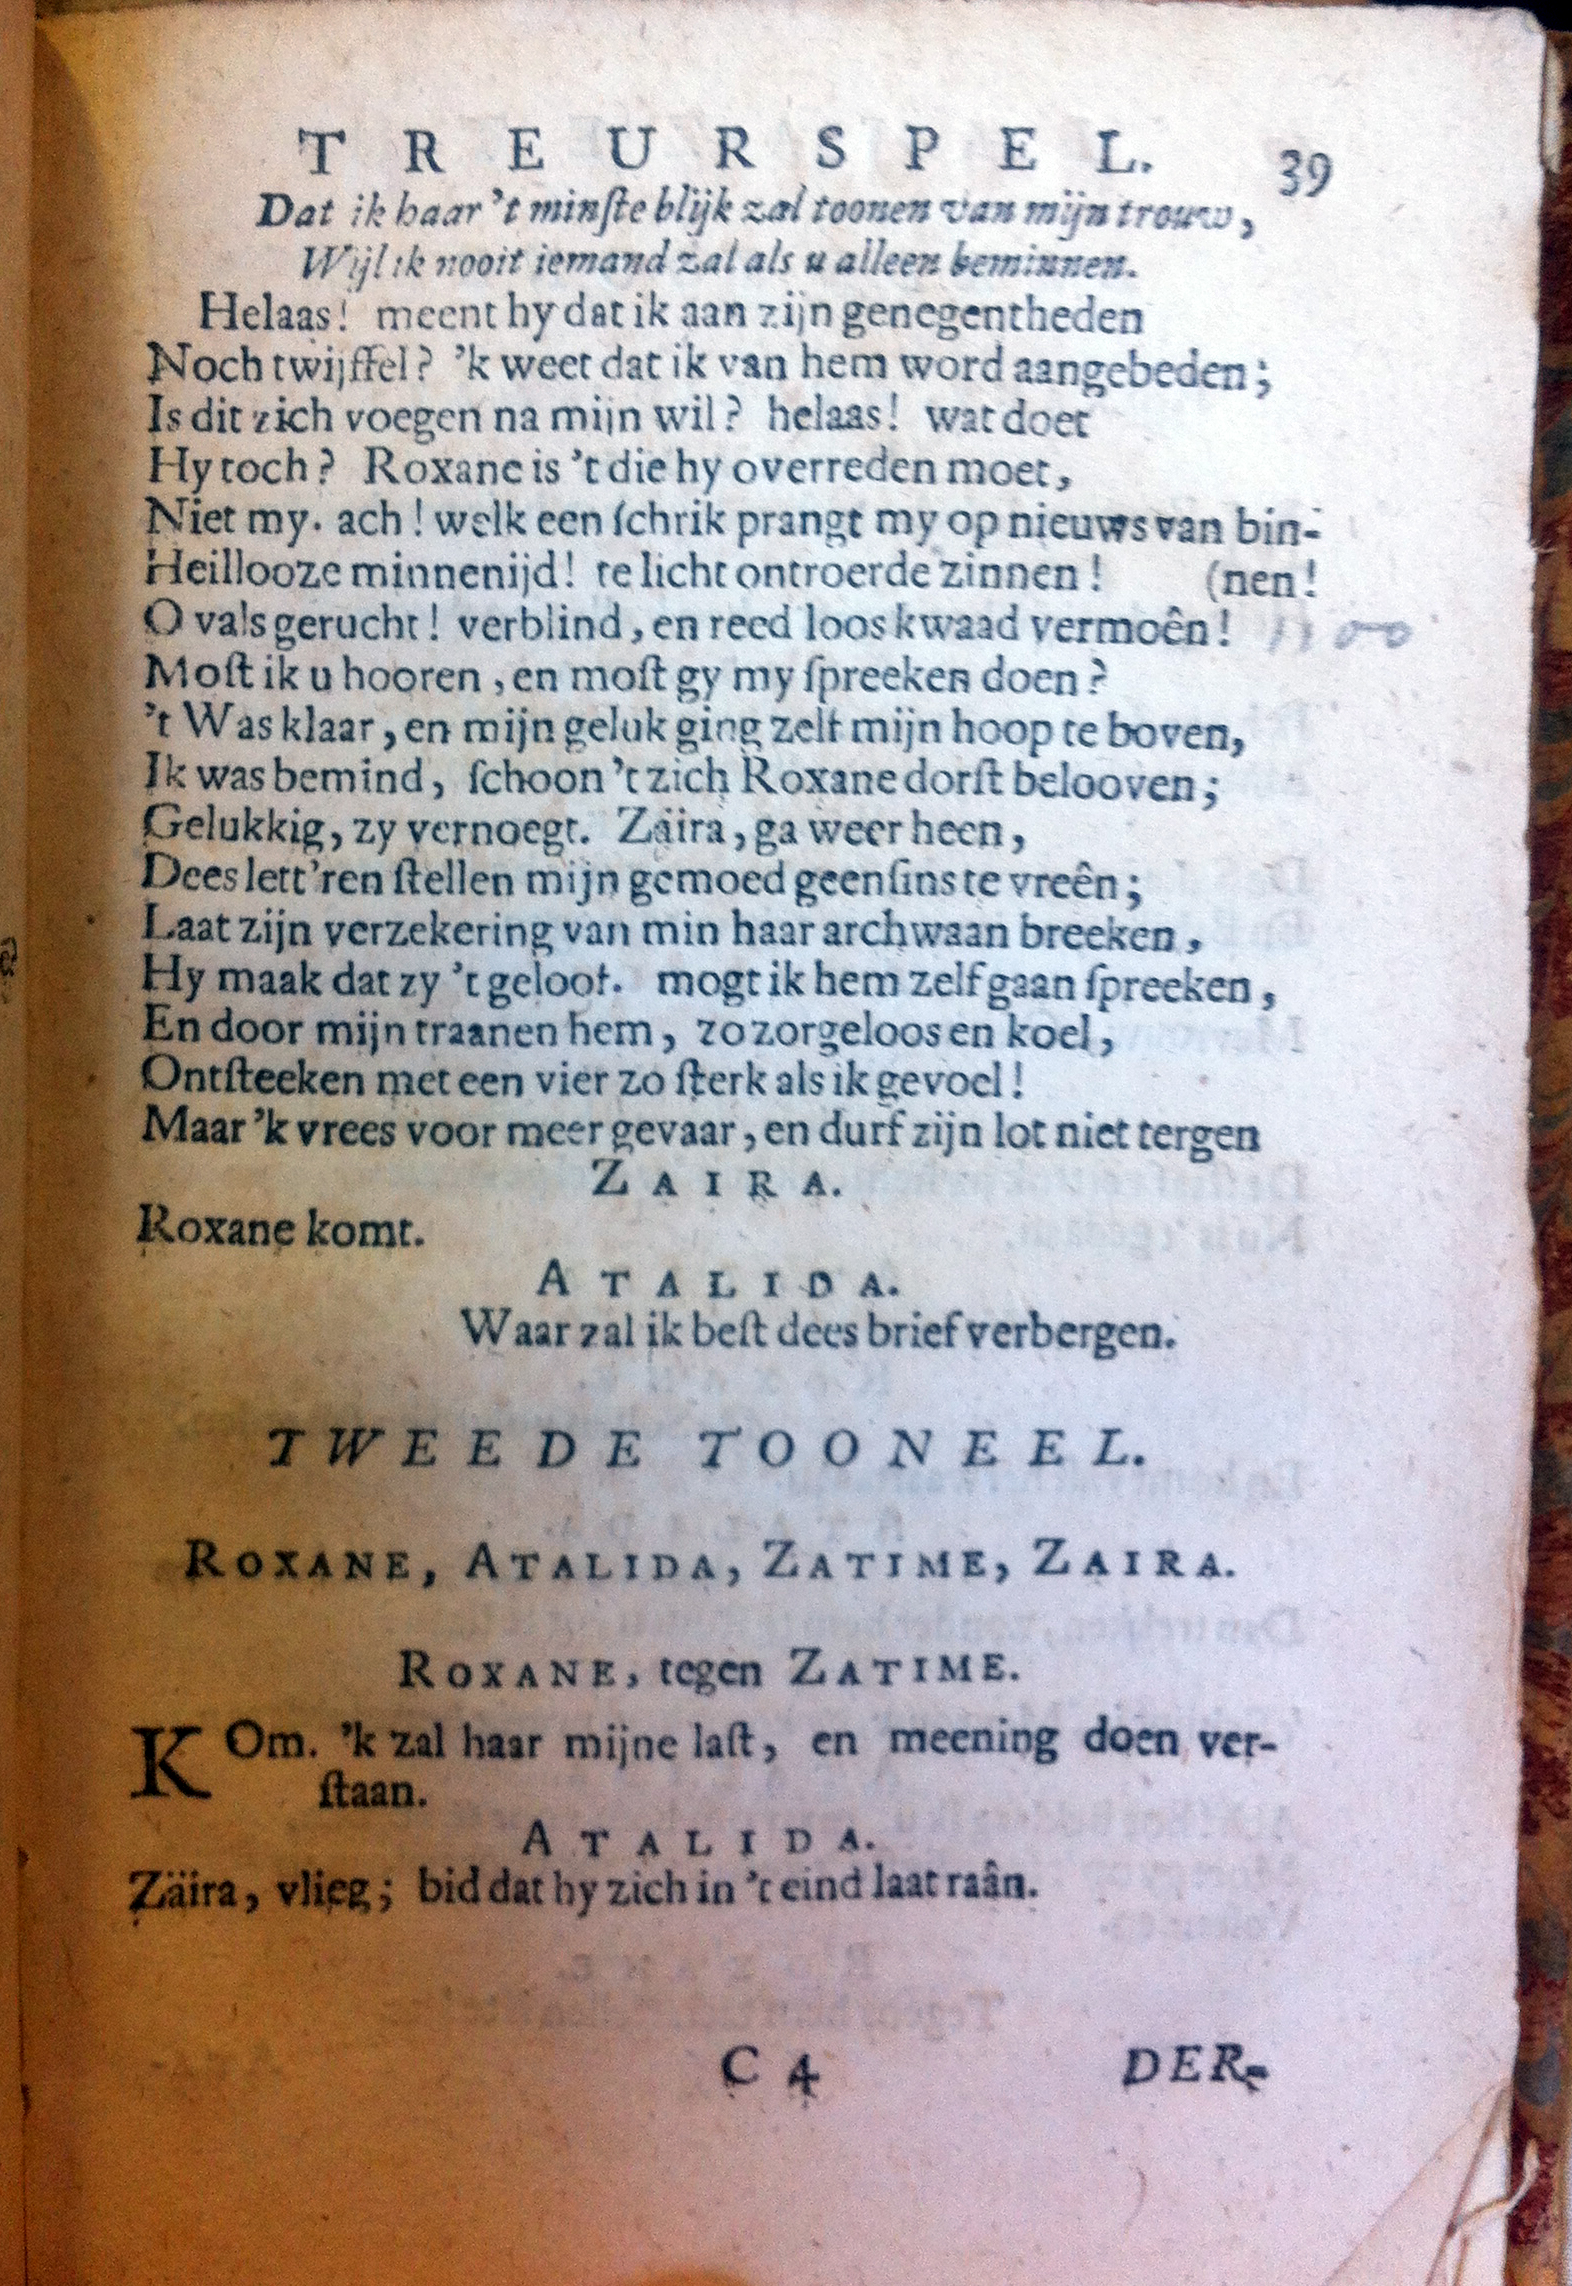 TREURSPEL. 39
Dat ik haar 't minſte blijk zal toonen van mijn trouw,
Wijl ik nooit iemand zal als u alleen beminnen.
Helaas! meent hy dat ik aan zijn genegentheden
Noch twijffel? 'k weet dat ik van hem word aangebeden;
Is dit zich voegen na mijn wil? helaas! wat doet
Hy toch? Roxane is 't die hy overreden moet,
Niet my. ach! welk een ſchrik prangt my op nieuws van bin-
Heillooze minnenijd! te licht ontroerde zinnen! (nen!
O vals gerucht! verblind, en reed loos kwaad vermoên! 1100
Moſt ik u hooren, en moſt gy my ſpreeken doen?
't Was klaar, en mijn geluk ging zelf mijn hoop te boven,
Ik was bemind, ſchoon 't zich Roxane dorſt belooven;
Gelukkig, zy vernoegt. Zäira, ga weer heen,
Dees lett'ren ſtellen mijn gemoed geenſins te vreên;
Laat zijn verzekering van min haar archwaan breeken,
Hy maak dat zy 't geloof. mogt ik hem zelf gaan ſpreeken,
En door mijn traanen hem, zo zorgeloos en koel,
Ontſteeken met een vier zo ſterk als ik gevoel!
Maar 'k vrees voor meer gevaar, en durf zijn lot niet tergen
ZAIRA.
Roxane komt.
ATALIDA.
Waar zal ik beſt dees brief verbergen.
TWEEDE TOONEEL.
ROXANE, ATALIDA, ZATIME, ZAIRA.
ROXANE, tegen ZATIME.
KOm. 'k zal haar mijne laſt, en meening doen ver-
ſtaan.
ATALIDA.
Zäira, vlieg; bid dat hy zich in 't eind laat raân.
C 4 DER-